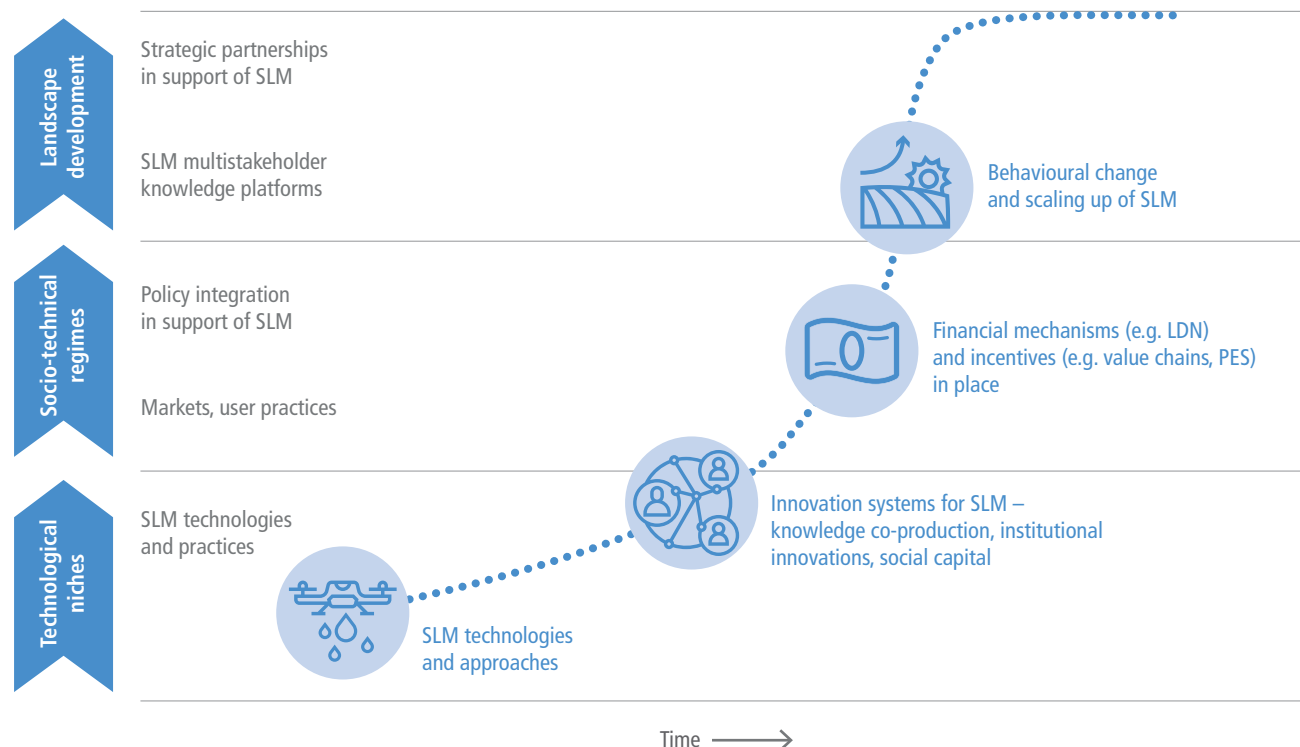 Landscape
development
Strategic partnerships
in support of SLM
SLM multistakeholder
knowledge platforms
Behavioural change
and scaling up of SLM
Socio-technical
regimes
Policy integration
in support of SLM
Markets, user practices
Financial mechanisms (e.g. LDN)
and incentives (e.g. value chains, PES)
in place
Technological
niches
SLM technologies
and practices
Innovation systems for SLM –
knowledge co-production, institutional
innovations, social capital
SLM technologies
and approaches
Time